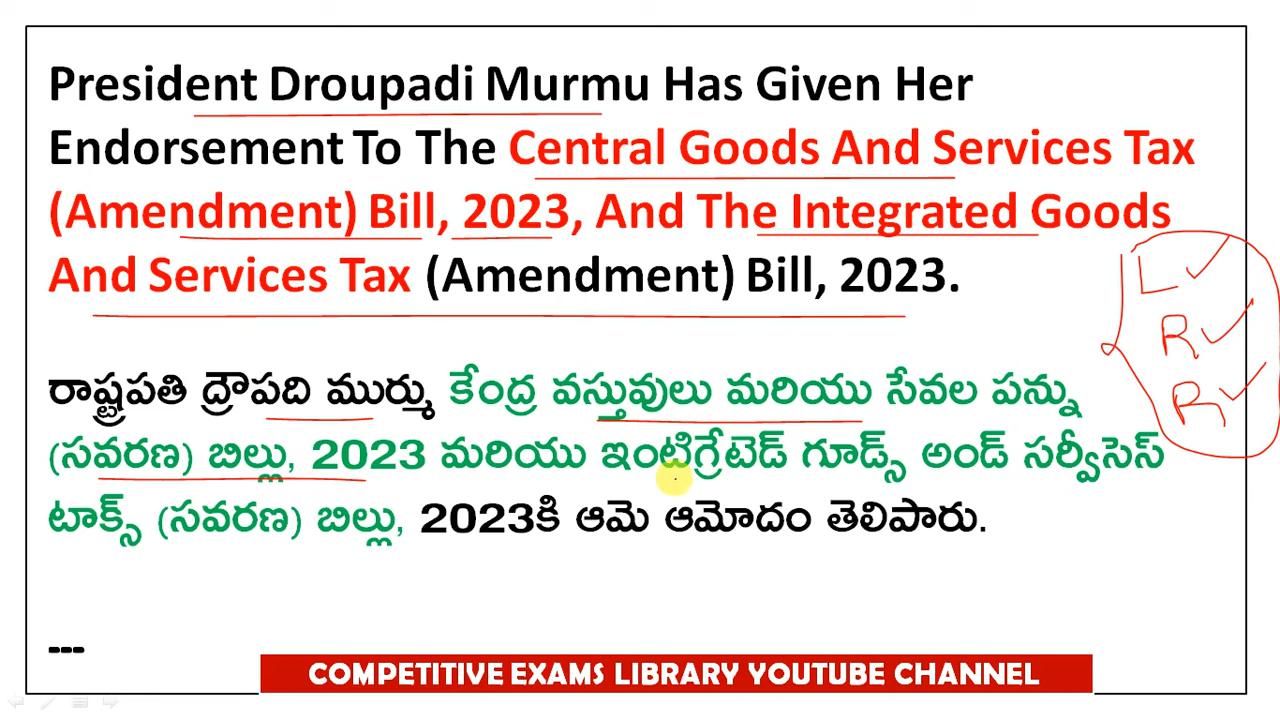 President Droupadi Murmu Has Given Her
Endorsement To The Central Goods And Services Tax
(Amendment) Bill, 2023, And The Integrated Goods
And Services Tax (Amendment) Bill, 2023.
L ✓
R ✓
R ✓
రాష్ట్రపతి ద్రౌపది ముర్ము కేంద్ర వస్తువులు మరియు సేవల పన్ను
(సవరణ) బిల్లు, 2023 మరియు ఇంటిగ్రేటెడ్ గూడ్స్ అండ్ సర్వీసెస్
టాక్స్ (సవరణ) బిల్లు, 2023కి ఆమె ఆమోదం తెలిపారు.
---
COMPETITIVE EXAMS LIBRARY YOUTUBE CHANNEL